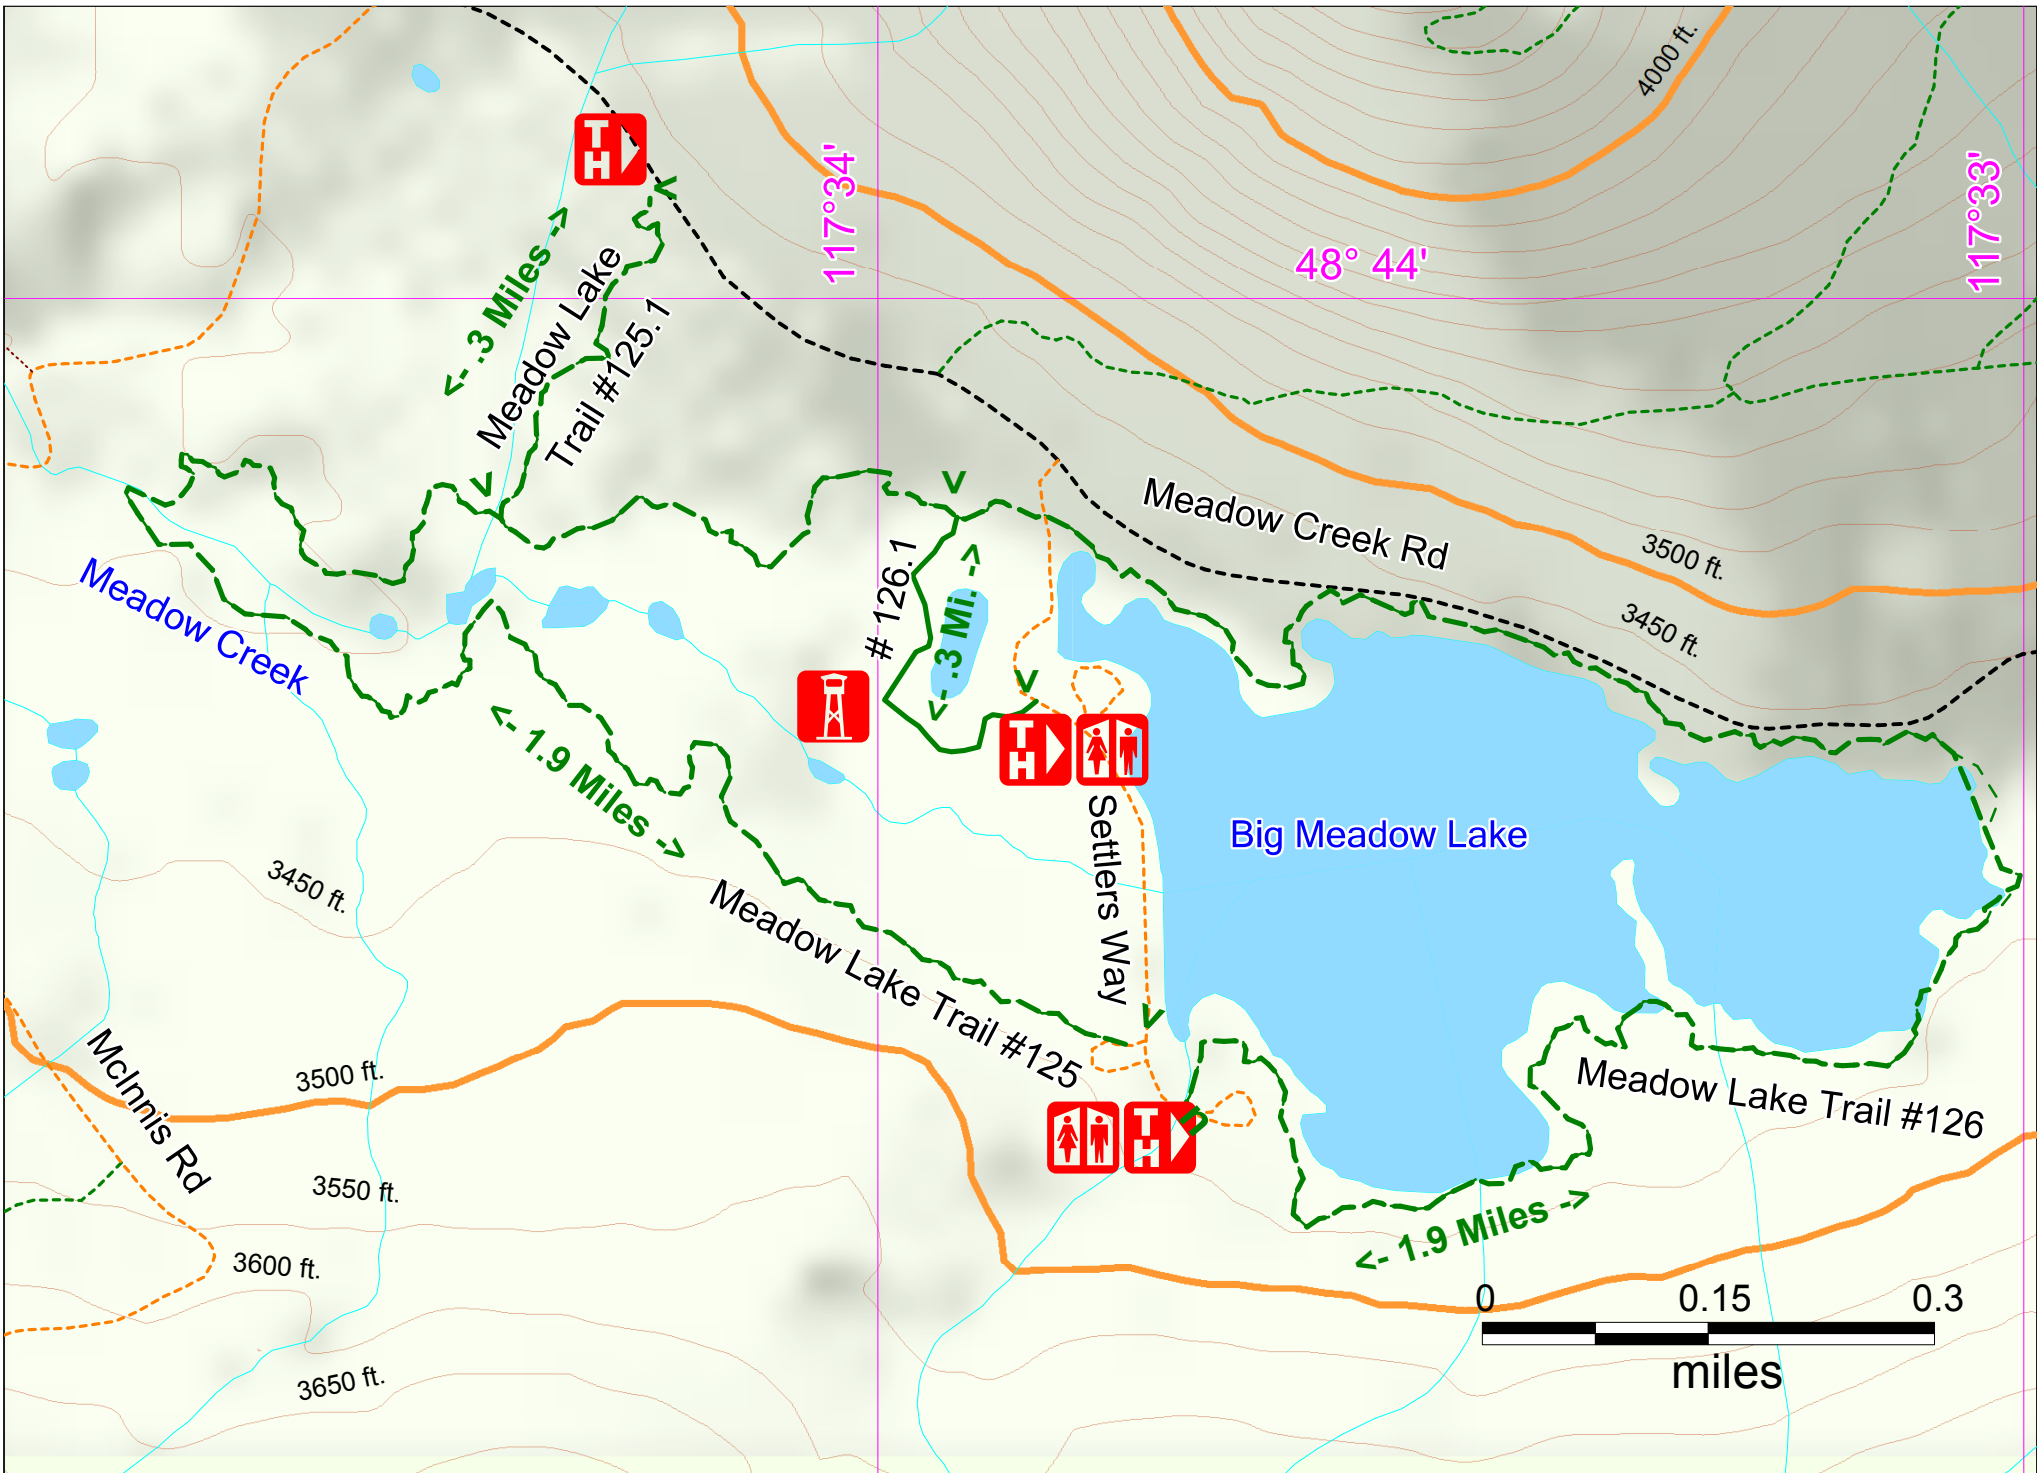 4000 ft.
T
H
117°34'
48° 44'
117°33'
<- .3 Miles ->
Meadow Lake
Trail #125.1
Meadow Creek Rd
3500 ft.
3450 ft.
# 126.1
<- .3 Mi. ->
Meadow Creek
T
H
<- 1.9 Miles ->
Settlers Way
Big Meadow Lake
3450 ft.
Meadow Lake Trail #125
McInnis Rd
3500 ft.
Meadow Lake Trail #126
T
H
3550 ft.
<- 1.9 Miles ->
3600 ft.
0 0.15 0.3
miles
3650 ft.